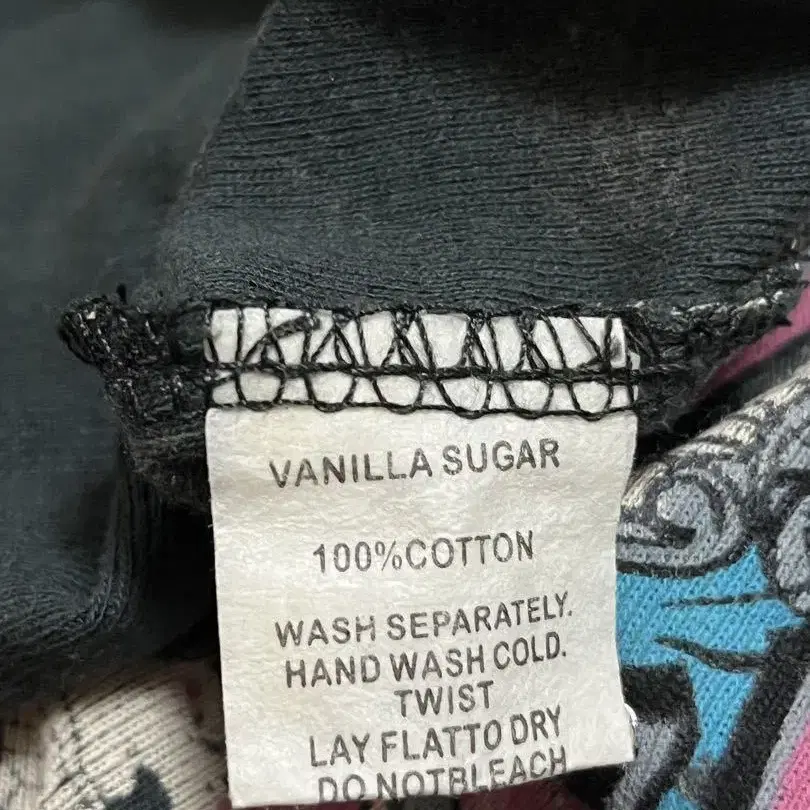 VANILLA SUGAR
100%COTTON
WASH SEPARATELY.
HAND WASH COLD.
TWIST
LAY FLATTO DRY
DO NOTBLEACH